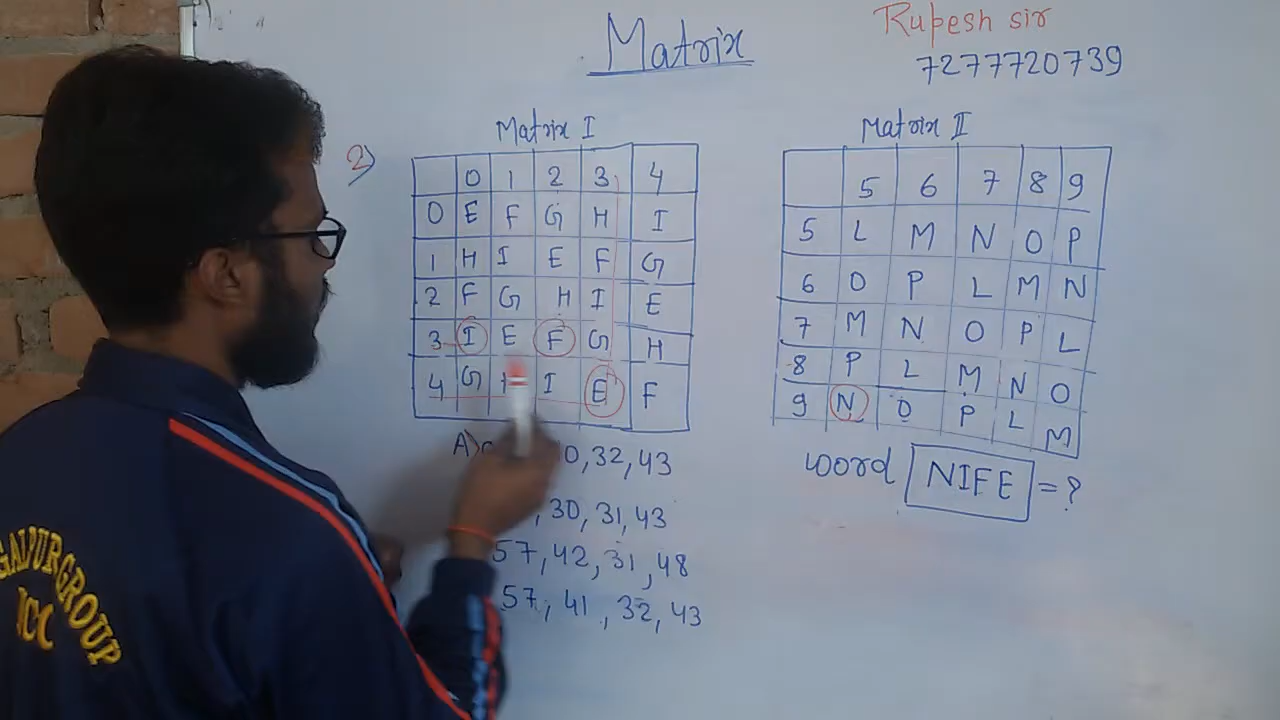 Matrix
Rupesh sir
7277720739
2)
Matrix I
0 1 2 3 4
0 E F G H I
1 H I E F G
2 F G H I E
3 I E F G H
4 G H I E F
Matrix II
5 6 7 8 9
5 L M N O P
6 O P L M N
7 M N O P L
8 P L M N O
9 N O P L M
word NIFE = ?
A) 0, 32, 43
, 30, 31, 43
57, 42, 31, 48
57, 41, 32, 43
GALPUR GROUP
ICC